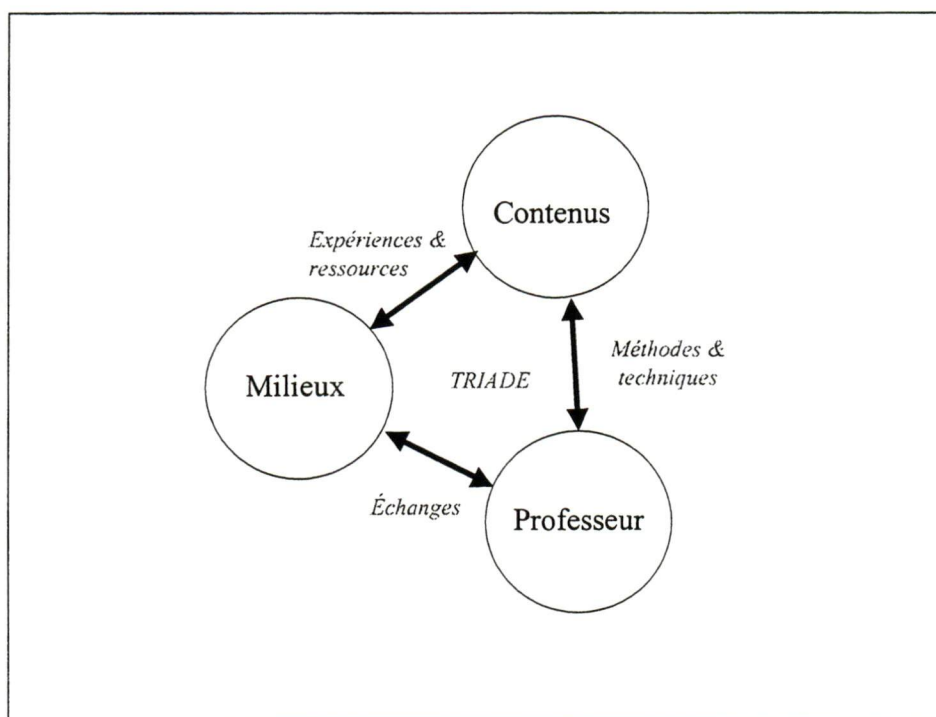 Contenus
Expériences &
ressources
Méthodes &
techniques
Milieux
TRIADE
Échanges
Professeur